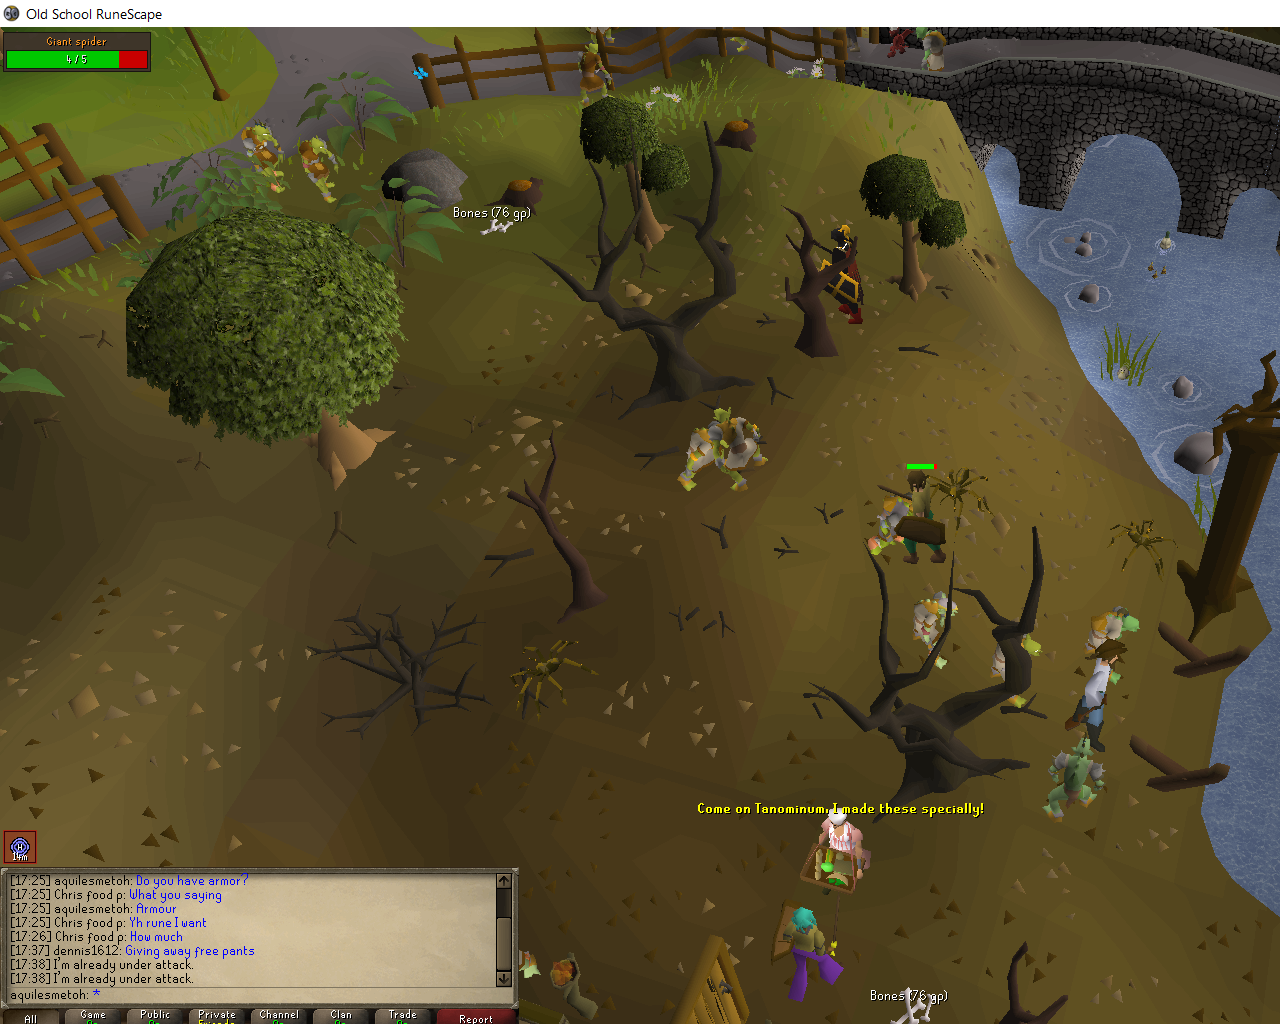 Old School RuneScape
Giant spider
4 / 5
Bones (76 gp)
Come on Tanominum, I made these specially!
14m
[17:25] aquilesmetoh: Do you have armor?
[17:25] Chris food p: What you saying
[17:25] aquilesmetoh: Armour
[17:25] Chris food p: Yh rune I want
[17:26] Chris food p: How much
[17:37] dennis1612: Giving away free pants
[17:38] I'm already under attack.
[17:38] I'm already under attack.
aquilesmetoh: *
Bones (76 gp)
All Game Public Private Channel Clan Trade Report